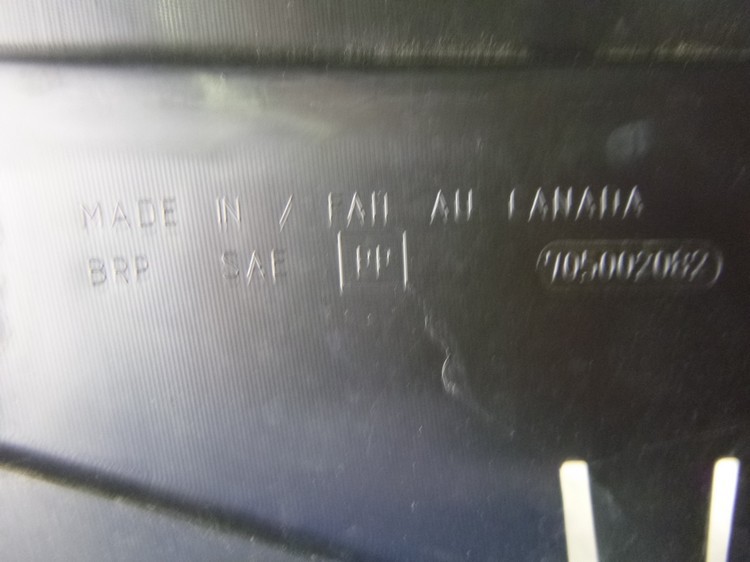 MADE IN / FAIT AU CANADA
BRP SAE PP 705002082